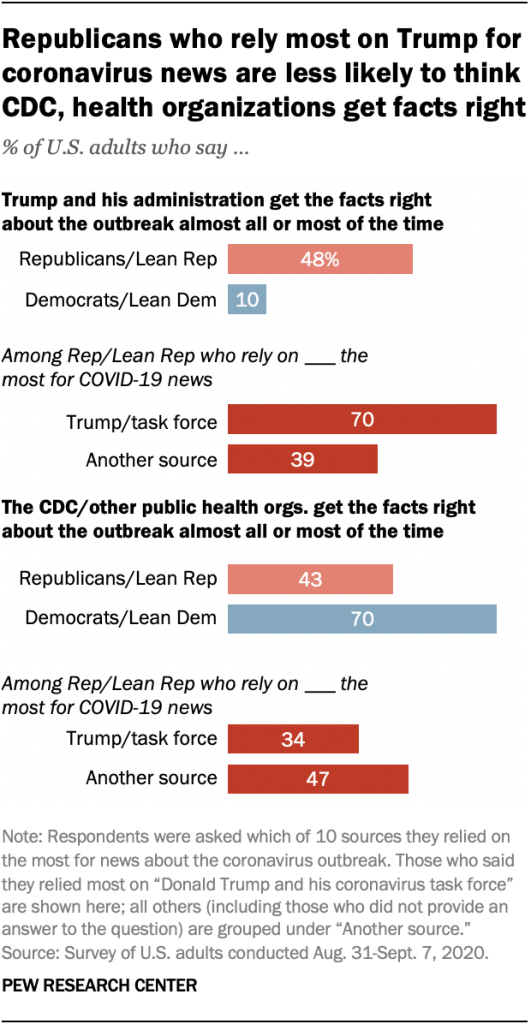 Republicans who rely most on Trump for
coronavirus news are less likely to think
CDC, health organizations get facts right
% of U.S. adults who say ...
Trump and his administration get the facts right
about the outbreak almost all or most of the time
Republicans/Lean Rep 48%
Democrats/Lean Dem 10
Among Rep/Lean Rep who rely on ___ the
most for COVID-19 news
Trump/task force 70
Another source 39
The CDC/other public health orgs. get the facts right
about the outbreak almost all or most of the time
Republicans/Lean Rep 43
Democrats/Lean Dem 70
Among Rep/Lean Rep who rely on ___ the
most for COVID-19 news
Trump/task force 34
Another source 47
Note: Respondents were asked which of 10 sources they relied on
the most for news about the coronavirus outbreak. Those who said
they relied most on “Donald Trump and his coronavirus task force”
are shown here; all others (including those who did not provide an
answer to the question) are grouped under “Another source.”
Source: Survey of U.S. adults conducted Aug. 31-Sept. 7, 2020.
PEW RESEARCH CENTER